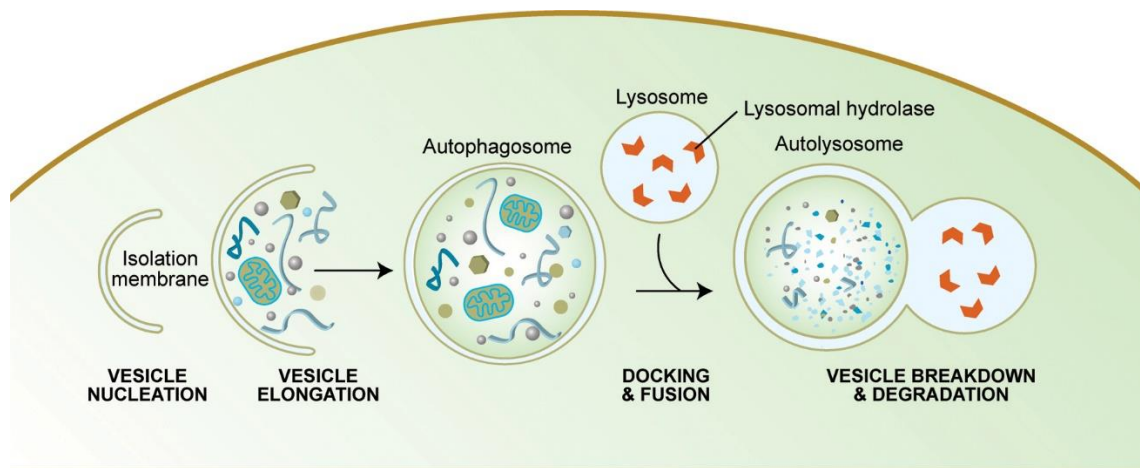 Lysosome
Lysosomal hydrolase
Autophagosome
Autolysosome
Isolation
membrane
VESICLE
NUCLEATION
VESICLE
ELONGATION
DOCKING
& FUSION
VESICLE BREAKDOWN
& DEGRADATION